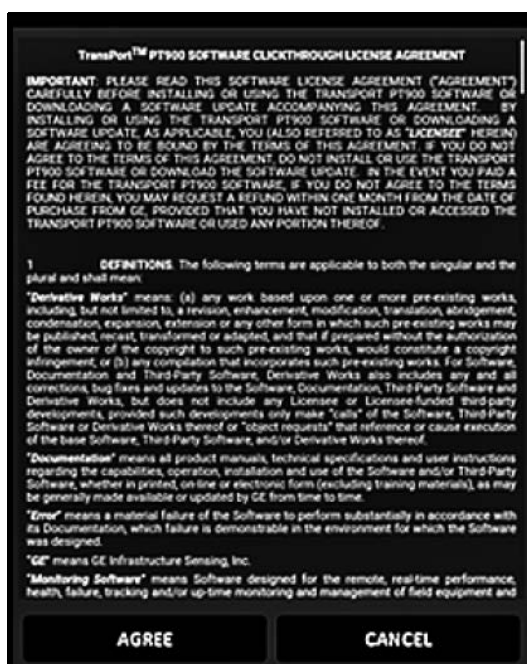 TransPort™ PT900 SOFTWARE CLICKTHROUGH LICENSE AGREEMENT
IMPORTANT: PLEASE READ THIS SOFTWARE LICENSE AGREEMENT ("AGREEMENT")
CAREFULLY BEFORE INSTALLING OR USING THE TRANSPORT PT900 SOFTWARE OR
DOWNLOADING A SOFTWARE UPDATE ACCOMPANYING THIS AGREEMENT. BY
INSTALLING OR USING THE TRANSPORT PT900 SOFTWARE OR DOWNLOADING A
SOFTWARE UPDATE, AS APPLICABLE, YOU (ALSO REFERRED TO AS "LICENSEE" HEREIN)
ARE AGREEING TO BE BOUND BY THE TERMS OF THIS AGREEMENT. IF YOU DO NOT
AGREE TO THE TERMS OF THIS AGREEMENT, DO NOT INSTALL OR USE THE TRANSPORT
PT900 SOFTWARE OR DOWNLOAD THE SOFTWARE UPDATE. IN THE EVENT YOU PAID A
FEE FOR THE TRANSPORT PT900 SOFTWARE, IF YOU DO NOT AGREE TO THE TERMS
FOUND HEREIN, YOU MAY REQUEST A REFUND WITHIN ONE MONTH FROM THE DATE OF
PURCHASE FROM GE, PROVIDED THAT YOU HAVE NOT INSTALLED OR ACCESSED THE
TRANSPORT PT900 SOFTWARE OR USED ANY PORTION THEREOF.
1 DEFINITIONS. The following terms are applicable to both the singular and the
plural and shall mean:
"Derivative Works" means: (a) any work based upon one or more pre-existing works,
including, but not limited to, a revision, enhancement, modification, translation, abridgement,
condensation, expansion, extension or any other form in which such pre-existing works may
be published, recast, transformed or adapted, and that if prepared without the authorization
of the owner of the copyright to such pre-existing works, would constitute a copyright
infringement, or (b) any compilation that incorporates such pre-existing works. For Software,
Documentation and Third-Party Software, Derivative Works also includes any and all
corrections, bug fixes and updates to the Software, Documentation, Third-Party Software and
Derivative Works, but does not include any Licensee or Licensee-funded third-party
developments, provided such developments only make "calls" of the Software, Third-Party
Software or Derivative Works thereof or "object requests" that reference or cause execution
of the base Software, Third-Party Software, and/or Derivative Works thereof.
"Documentation" means all product manuals, technical specifications and user instructions
regarding the capabilities, operation, installation and use of the Software and/or Third-Party
Software, whether in printed, on-line or electronic form (excluding training materials), as may
be generally made available or updated by GE from time to time.
"Error" means a material failure of the Software to perform substantially in accordance with
its Documentation, which failure is demonstrable in the environment for which the Software
was designed.
"GE" means GE Infrastructure Sensing, Inc.
"Monitoring Software" means Software designed for the remote, real-time performance,
health, failure, tracking and/or up-time monitoring and management of field equipment and
AGREE
CANCEL